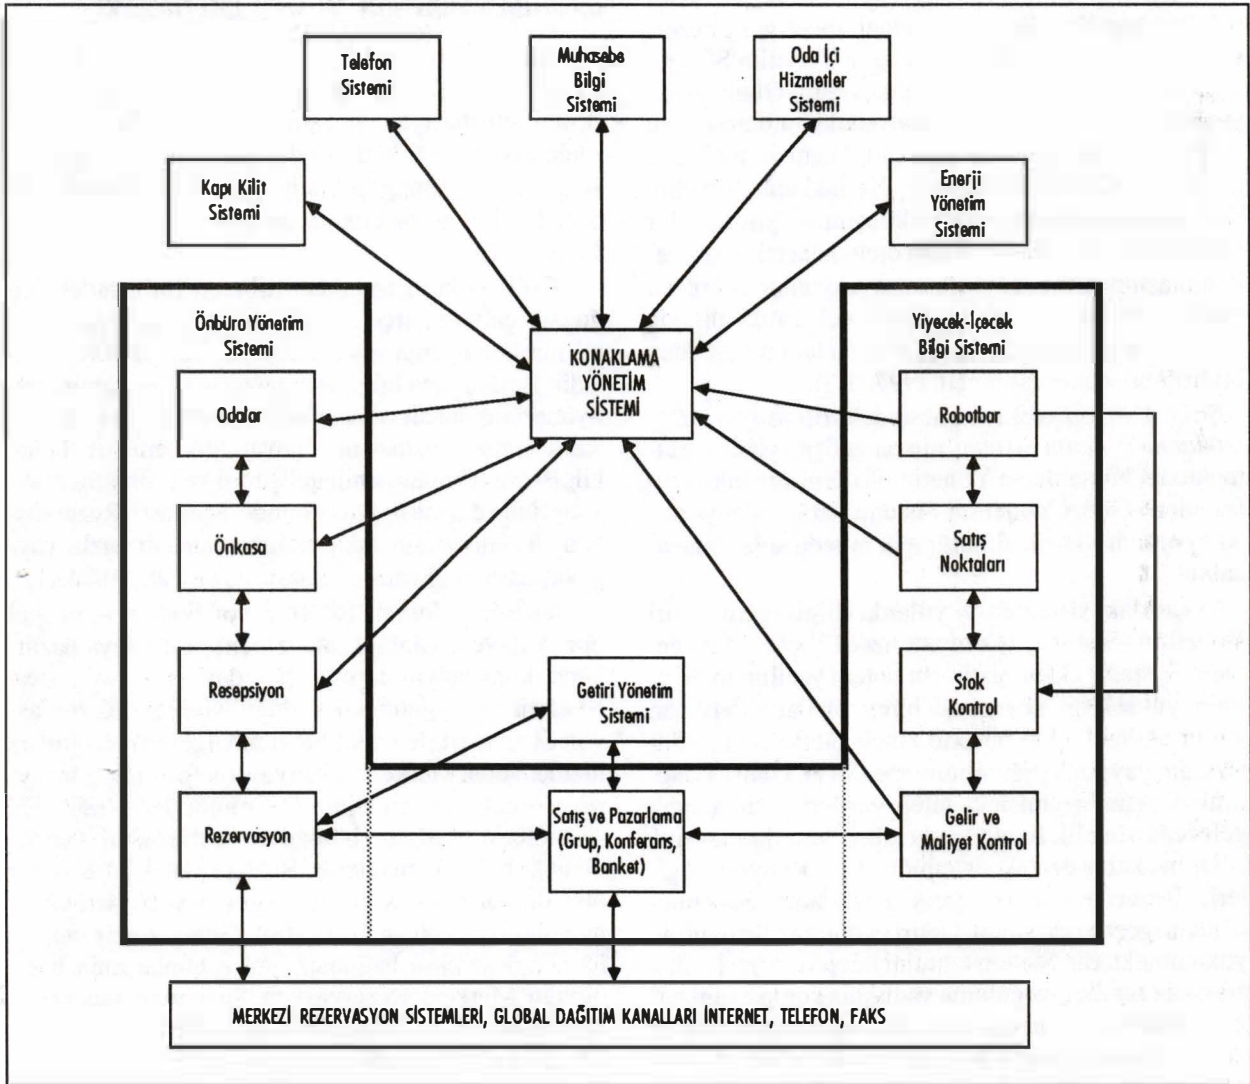 Telefon
Sistemi
Muhasebe
Bilgi
Sistemi
Oda İçi
Hizmetler
Sistemi
Kapı Kilit
Sistemi
Enerji
Yönetim
Sistemi
Önbüro Yönetim
Sistemi
KONAKLAMA
YÖNETİM
SİSTEMİ
Yiyecek-İçecek
Bilgi Sistemi
Odalar
Robotbar
Önkasa
Satış
Noktaları
Resepsiyon
Getiri Yönetim
Sistemi
Stok
Kontrol
Rezervasyon
Satış ve Pazarlama
(Grup, Konferans,
Banket)
Gelir ve
Maliyet Kontrol
MERKEZİ REZERVASYON SİSTEMLERİ, GLOBAL DAĞITIM KANALLARI İNTERNET, TELEFON, FAKS